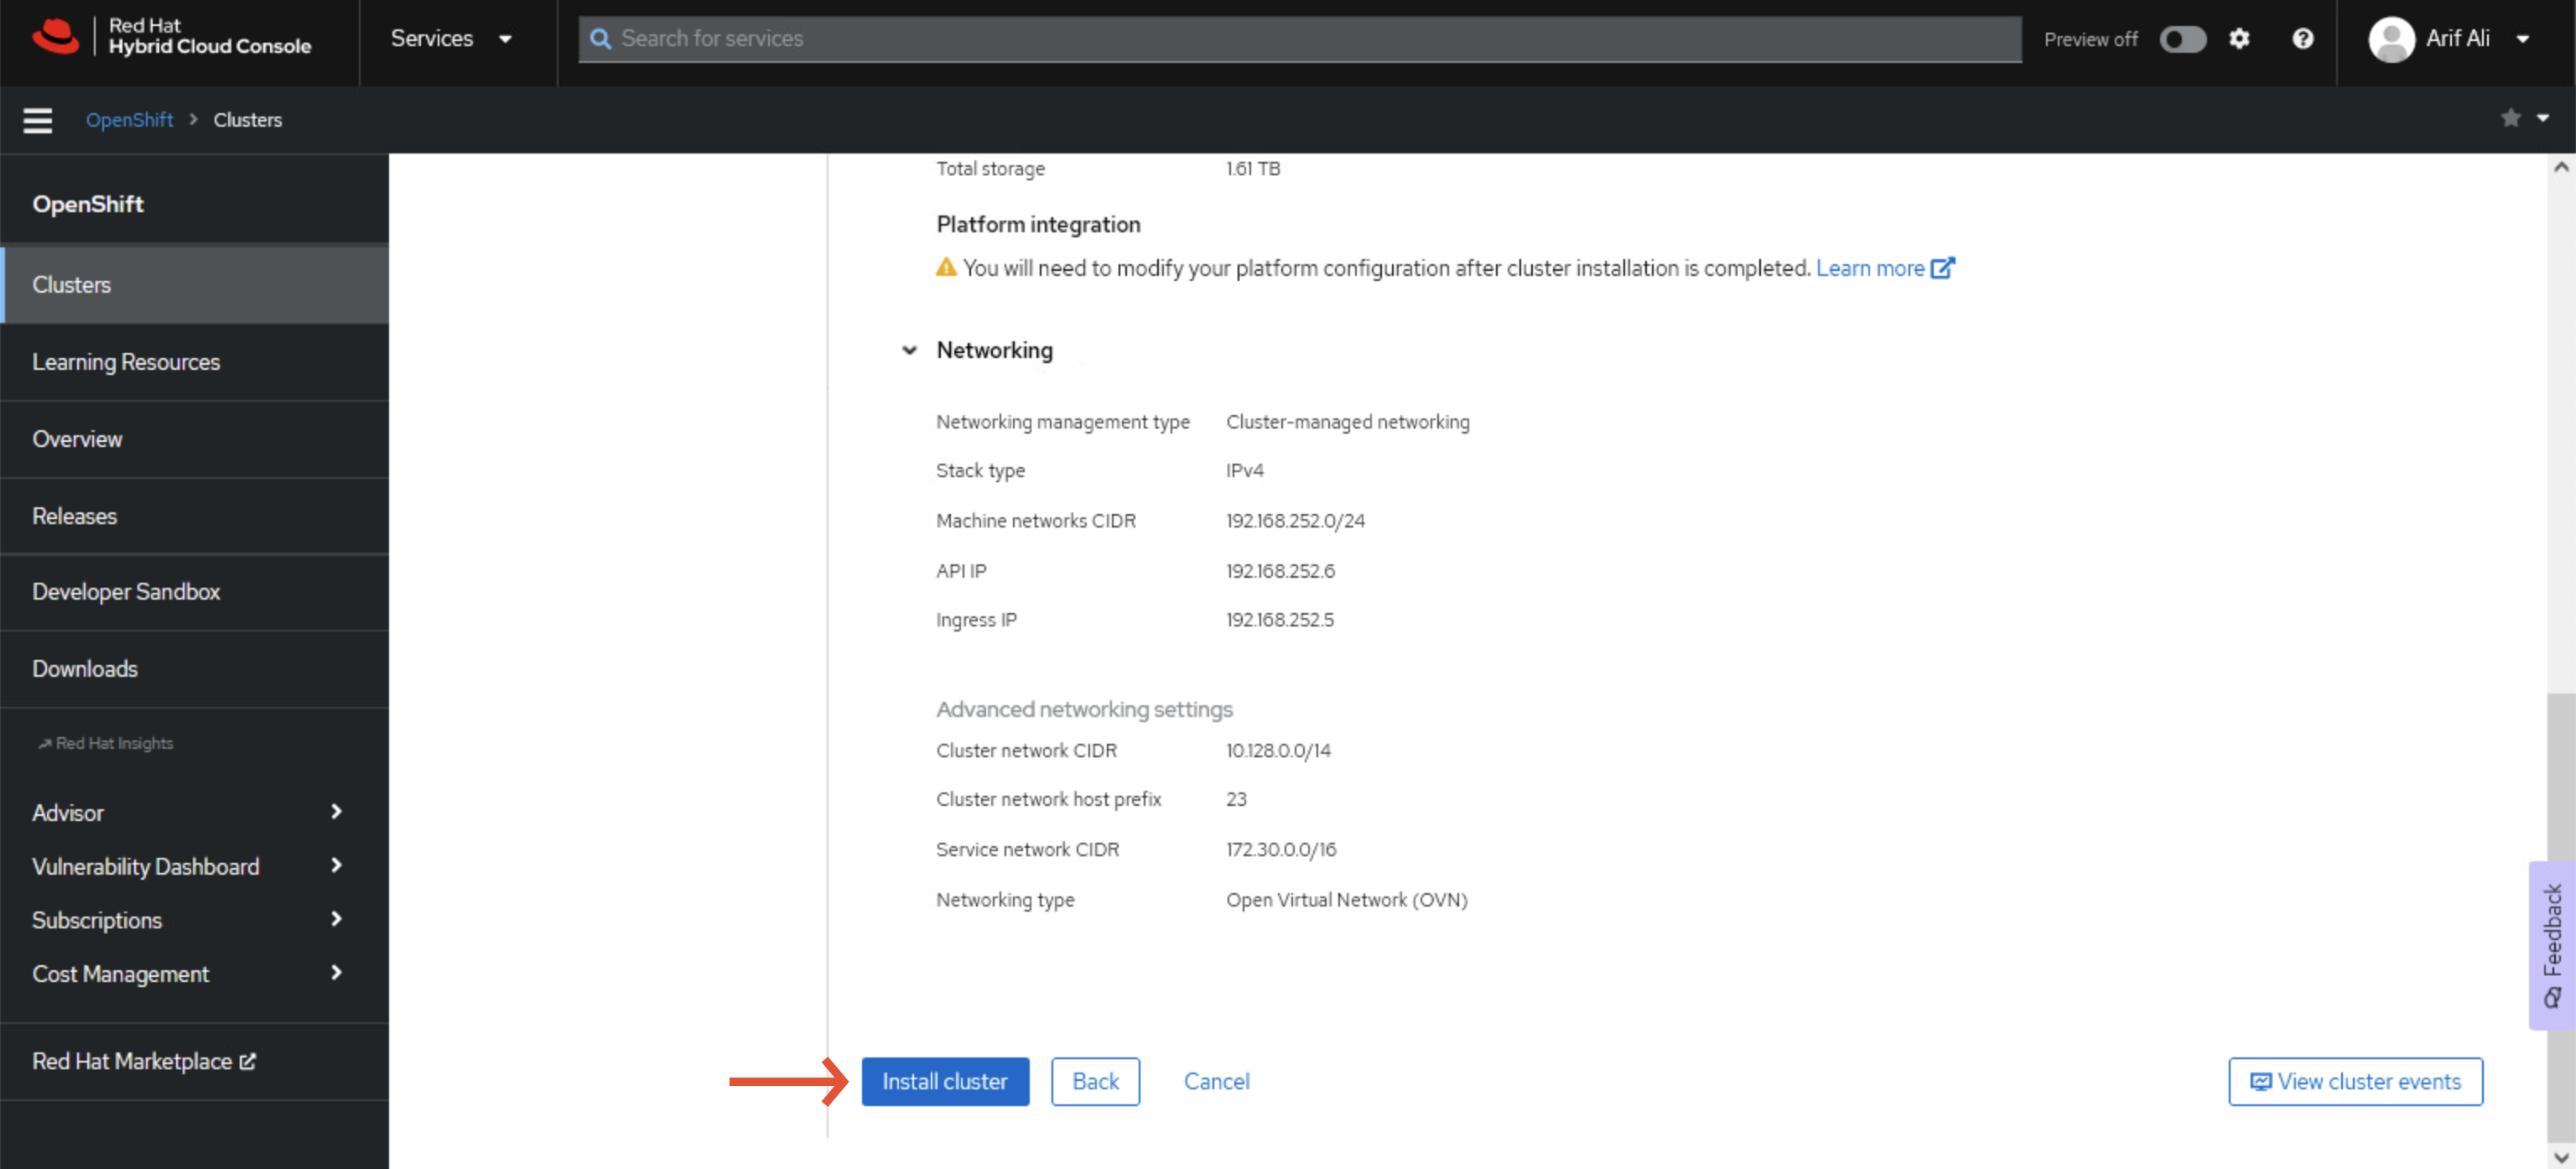 Red Hat
Hybrid Cloud Console
Services
Search for services
Preview off
Arif Ali
OpenShift > Clusters
OpenShift
Clusters
Learning Resources
Overview
Releases
Developer Sandbox
Downloads
Red Hat Insights
Advisor
Vulnerability Dashboard
Subscriptions
Cost Management
Red Hat Marketplace
Total storage 1.61 TB
Platform integration
You will need to modify your platform configuration after cluster installation is completed. Learn more
Networking
Networking management type Cluster-managed networking
Stack type IPv4
Machine networks CIDR 192.168.252.0/24
API IP 192.168.252.6
Ingress IP 192.168.252.5
Advanced networking settings
Cluster network CIDR 10.128.0.0/14
Cluster network host prefix 23
Service network CIDR 172.30.0.0/16
Networking type Open Virtual Network (OVN)
Install cluster
Back
Cancel
View cluster events
Feedback